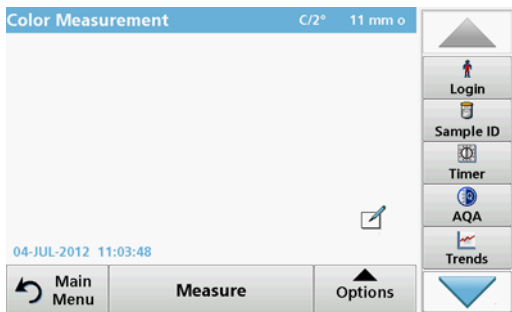 Color Measurement C/2° 11 mm o
Login
Sample ID
Timer
AQA
Trends
04-JUL-2012 11:03:48
Main Menu
Measure
Options